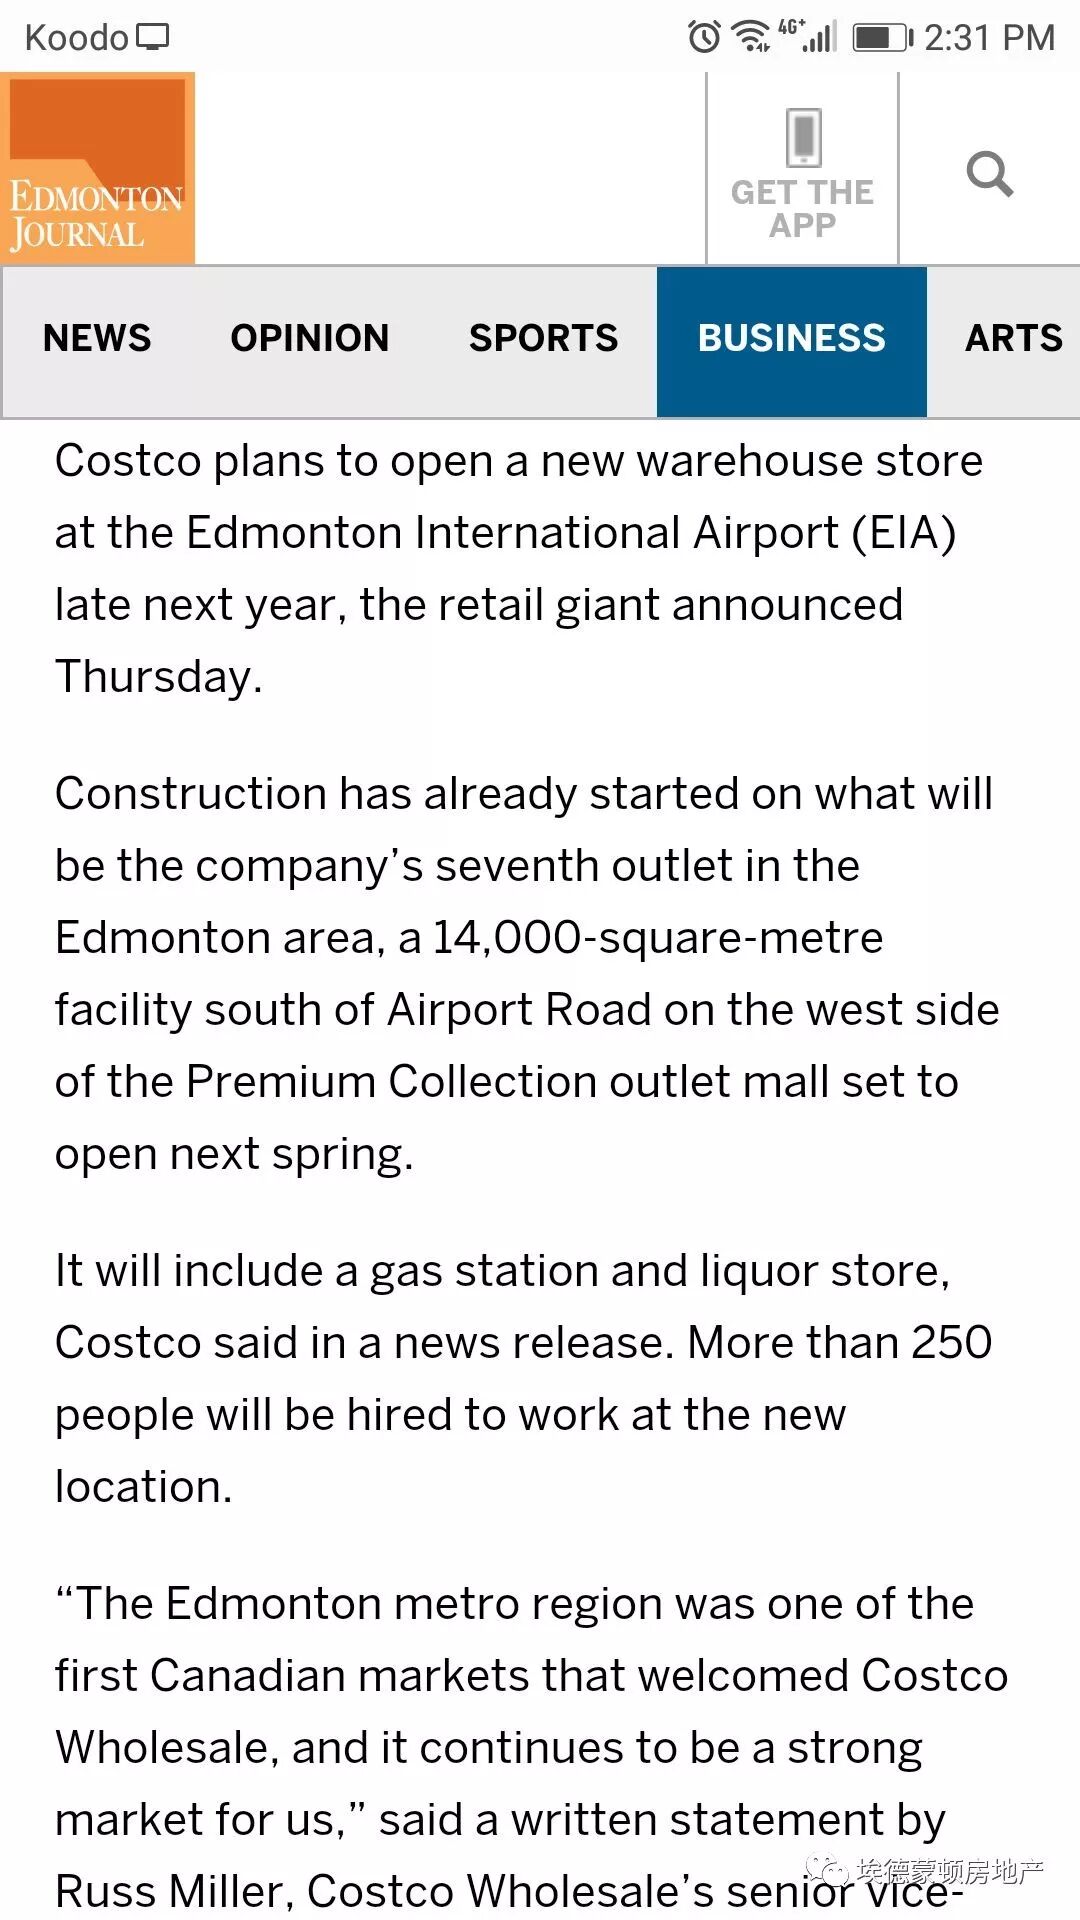 Koodo 4G+ 2:31 PM
EDMONTON
JOURNAL
GET THE
APP
NEWS OPINION SPORTS BUSINESS ARTS
Costco plans to open a new warehouse store
at the Edmonton International Airport (EIA)
late next year, the retail giant announced
Thursday.
Construction has already started on what will
be the company’s seventh outlet in the
Edmonton area, a 14,000-square-metre
facility south of Airport Road on the west side
of the Premium Collection outlet mall set to
open next spring.
It will include a gas station and liquor store,
Costco said in a news release. More than 250
people will be hired to work at the new
location.
“The Edmonton metro region was one of the
first Canadian markets that welcomed Costco
Wholesale, and it continues to be a strong
market for us,” said a written statement by
Russ Miller, Costco Wholesale’s senior vice-
埃德蒙顿房地产